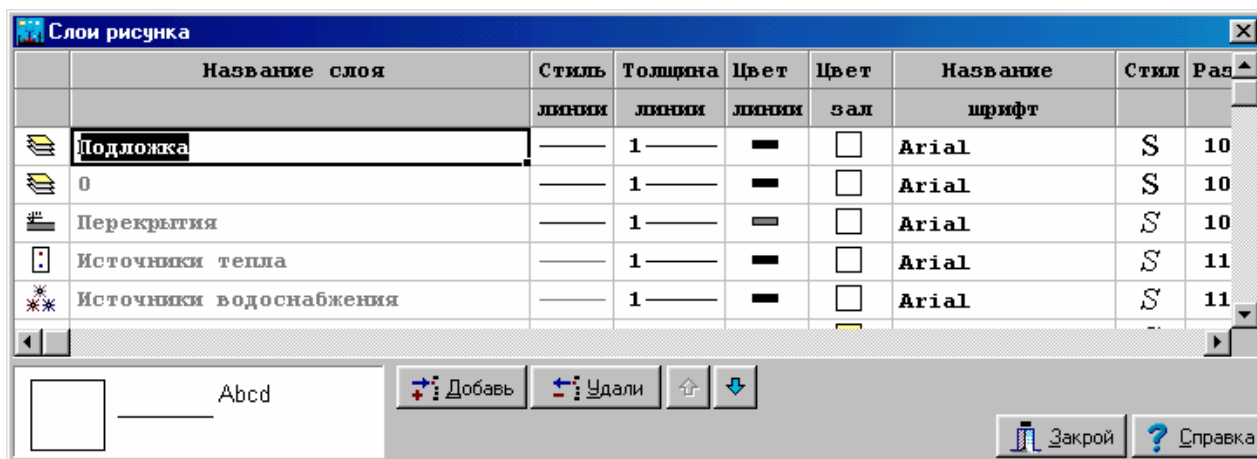 Слои рисунка
Название слоя Стиль Толщина Цвет Цвет Название Стил Раз
линии линии линии зал шрифт
Подложка 1 Arial S 10
0 1 Arial S 10
Перекрытия 1 Arial S 10
Источники тепла 1 Arial S 11
Источники водоснабжения 1 Arial S 11
Abcd Добавь Удали
Закрой Справка